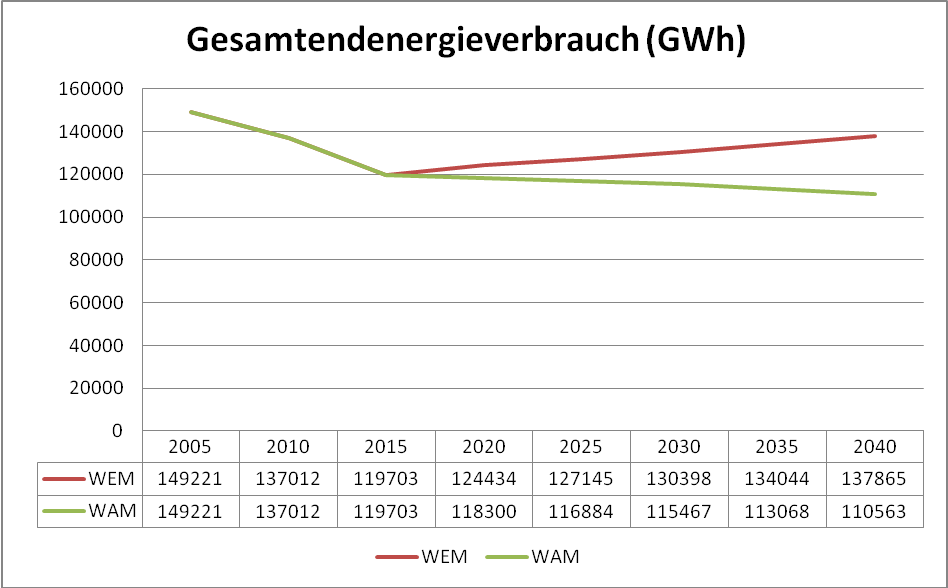 Gesamtendenergieverbrauch (GWh)
160000
140000
120000
100000
80000
60000
40000
20000
0
2005 2010 2015 2020 2025 2030 2035 2040
WEM 149221 137012 119703 124434 127145 130398 134044 137865
WAM 149221 137012 119703 118300 116884 115467 113068 110563
WEM WAM